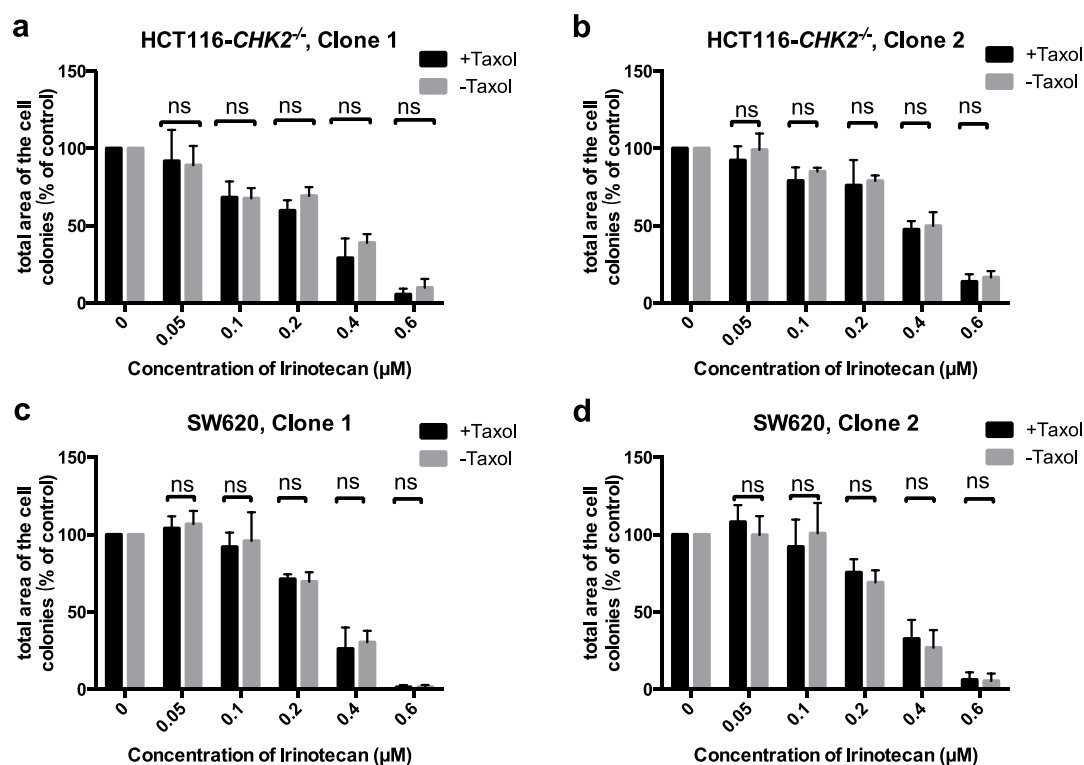 a
HCT116-CHK2-/-, Clone 1
+Taxol
-Taxol
total area of the cell
colonies (% of control)
150
100
50
0
ns ns ns ns ns
0 0.05 0.1 0.2 0.4 0.6
Concentration of Irinotecan (µM)
b
HCT116-CHK2-/-, Clone 2
+Taxol
-Taxol
total area of the cell
colonies (% of control)
150
100
50
0
ns ns ns ns ns
0 0.05 0.1 0.2 0.4 0.6
Concentration of Irinotecan (µM)
c
SW620, Clone 1
+Taxol
-Taxol
total area of the cell
colonies (% of control)
150
100
50
0
ns ns ns ns ns
0 0.05 0.1 0.2 0.4 0.6
Concentration of Irinotecan (µM)
d
SW620, Clone 2
+Taxol
-Taxol
total area of the cell
colonies (% of control)
150
100
50
0
ns ns ns ns ns
0 0.05 0.1 0.2 0.4 0.6
Concentration of Irinotecan (µM)